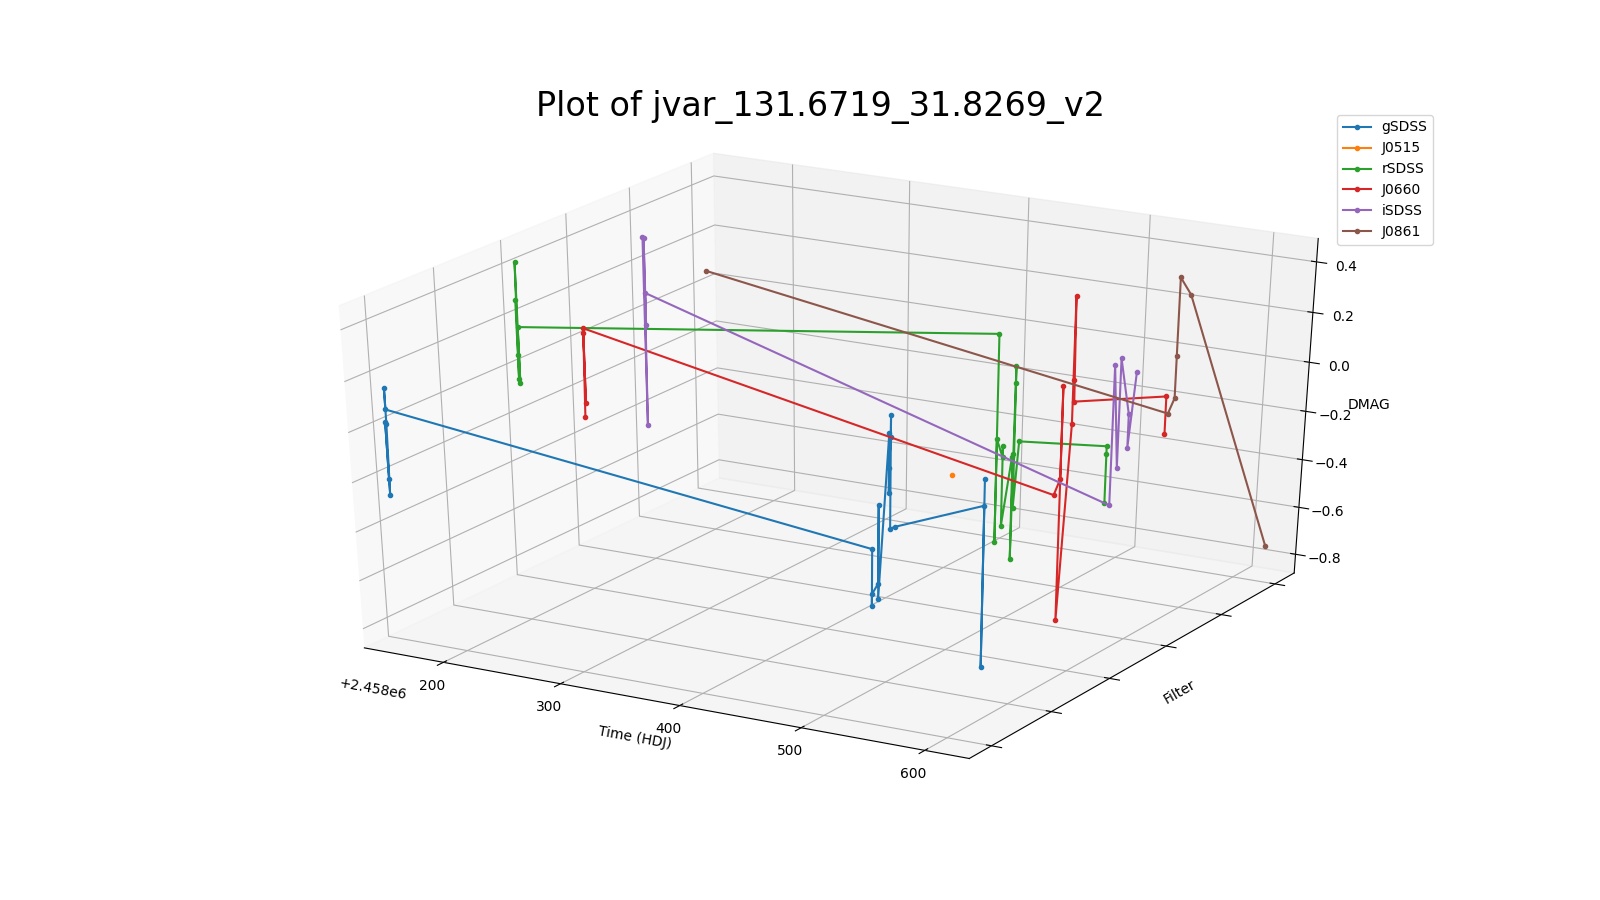 Plot of jvar_131.6719_31.8269_v2
gSDSS
J0515
rSDSS
J0660
iSDSS
J0861
0.4
0.2
0.0
−0.2
DMAG
−0.4
−0.6
−0.8
+2.458e6
200
300
400
500
600
Time (HDJ)
Filter